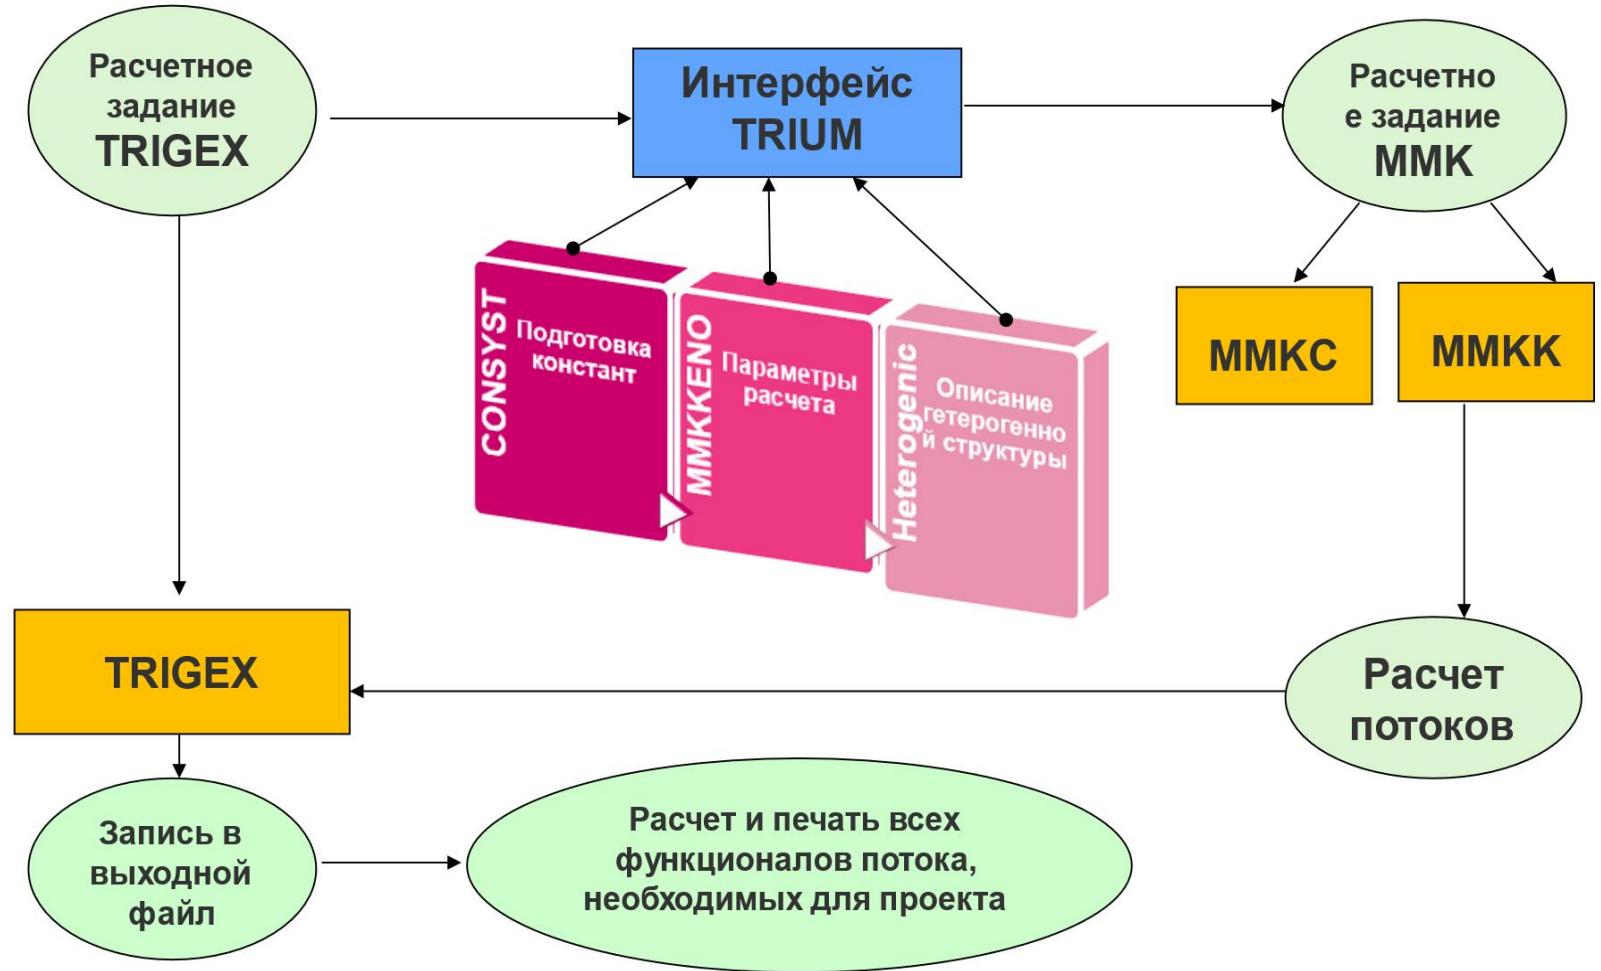 Расчетное
задание
TRIGEX
Интерфейс
TRIUM
Расчетно
е задание
ММК
CONSYST
Подготовка
констант
MMKKENO
Параметры
расчета
Heterogenic
Описание
гетерогенно
й структуры
MMKC
MMKK
TRIGEX
Расчет
потоков
Запись в
выходной
файл
Расчет и печать всех
функционалов потока,
необходимых для проекта